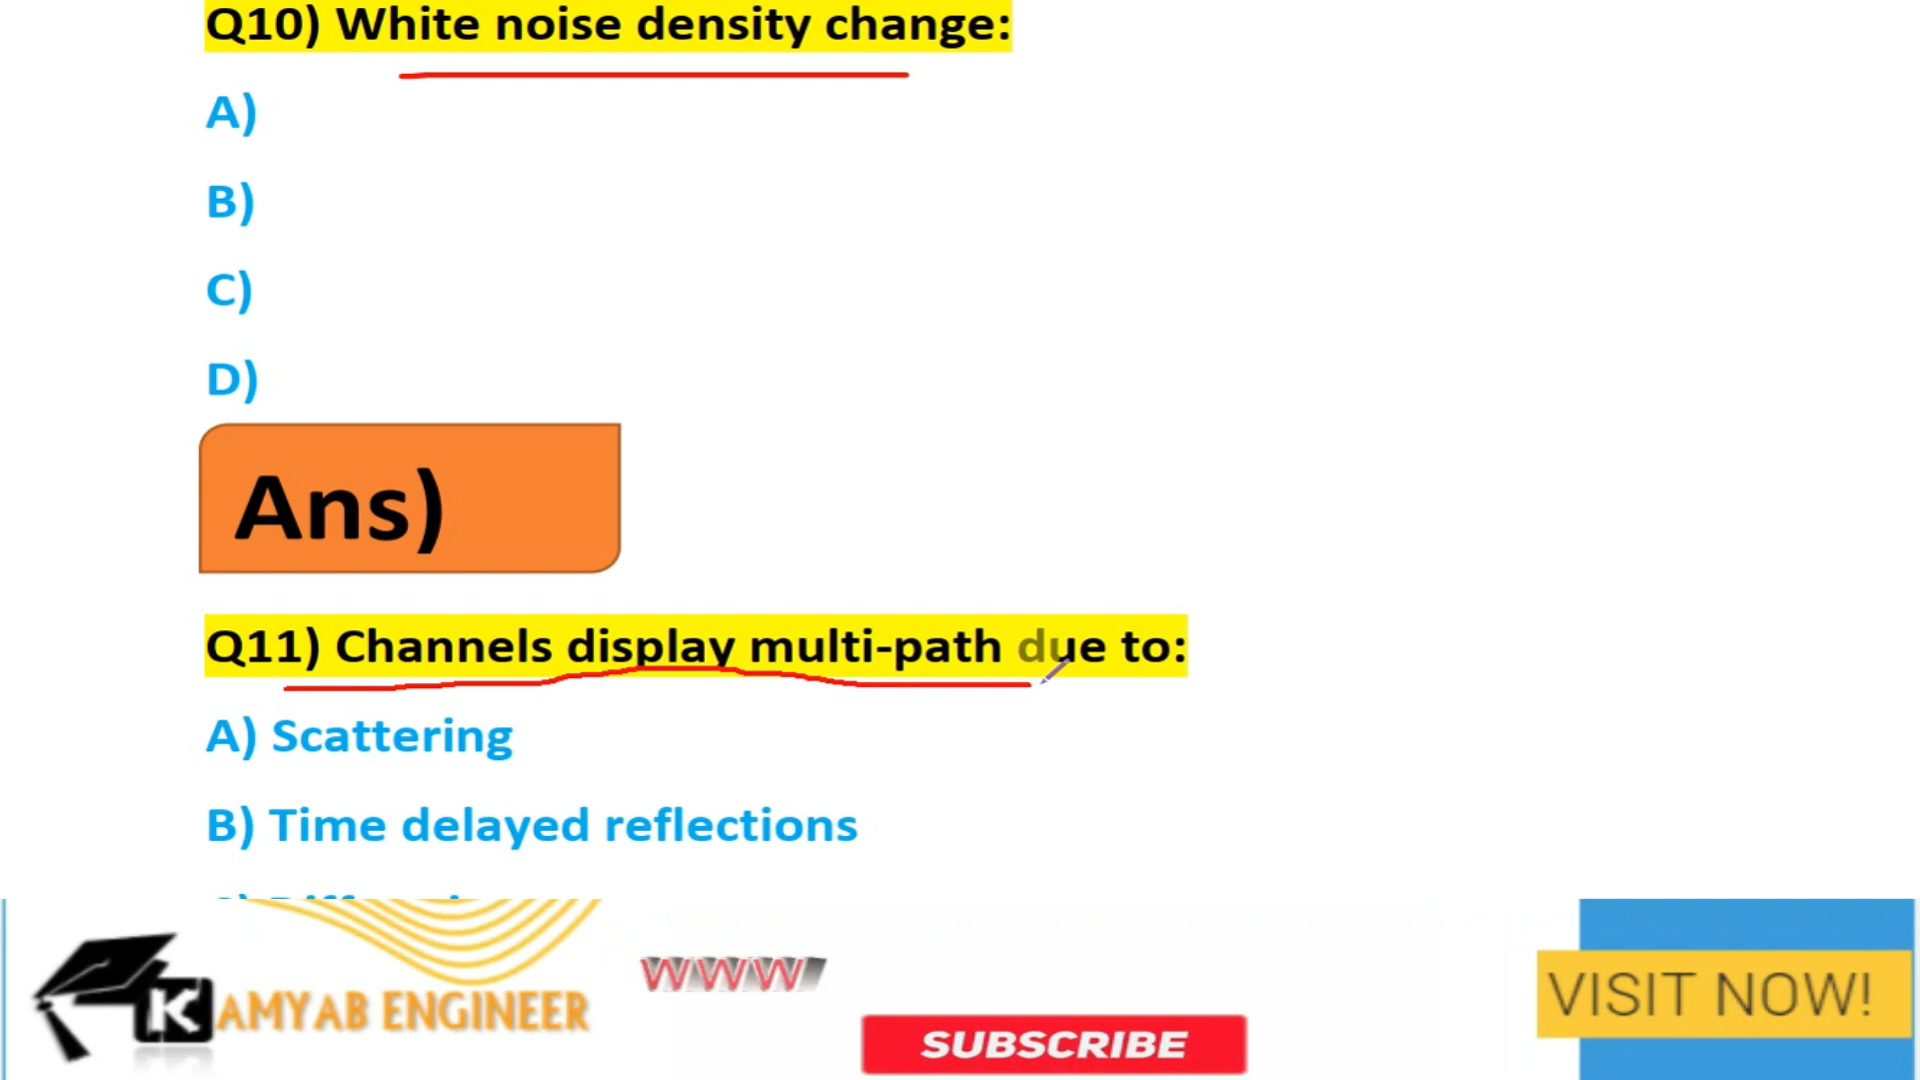 Q10) White noise density change:
A)
B)
C)
D)
Ans)
Q11) Channels display multi-path due to:
A) Scattering
B) Time delayed reflections
KAMYAB ENGINEER
WWW
SUBSCRIBE
VISIT NOW!